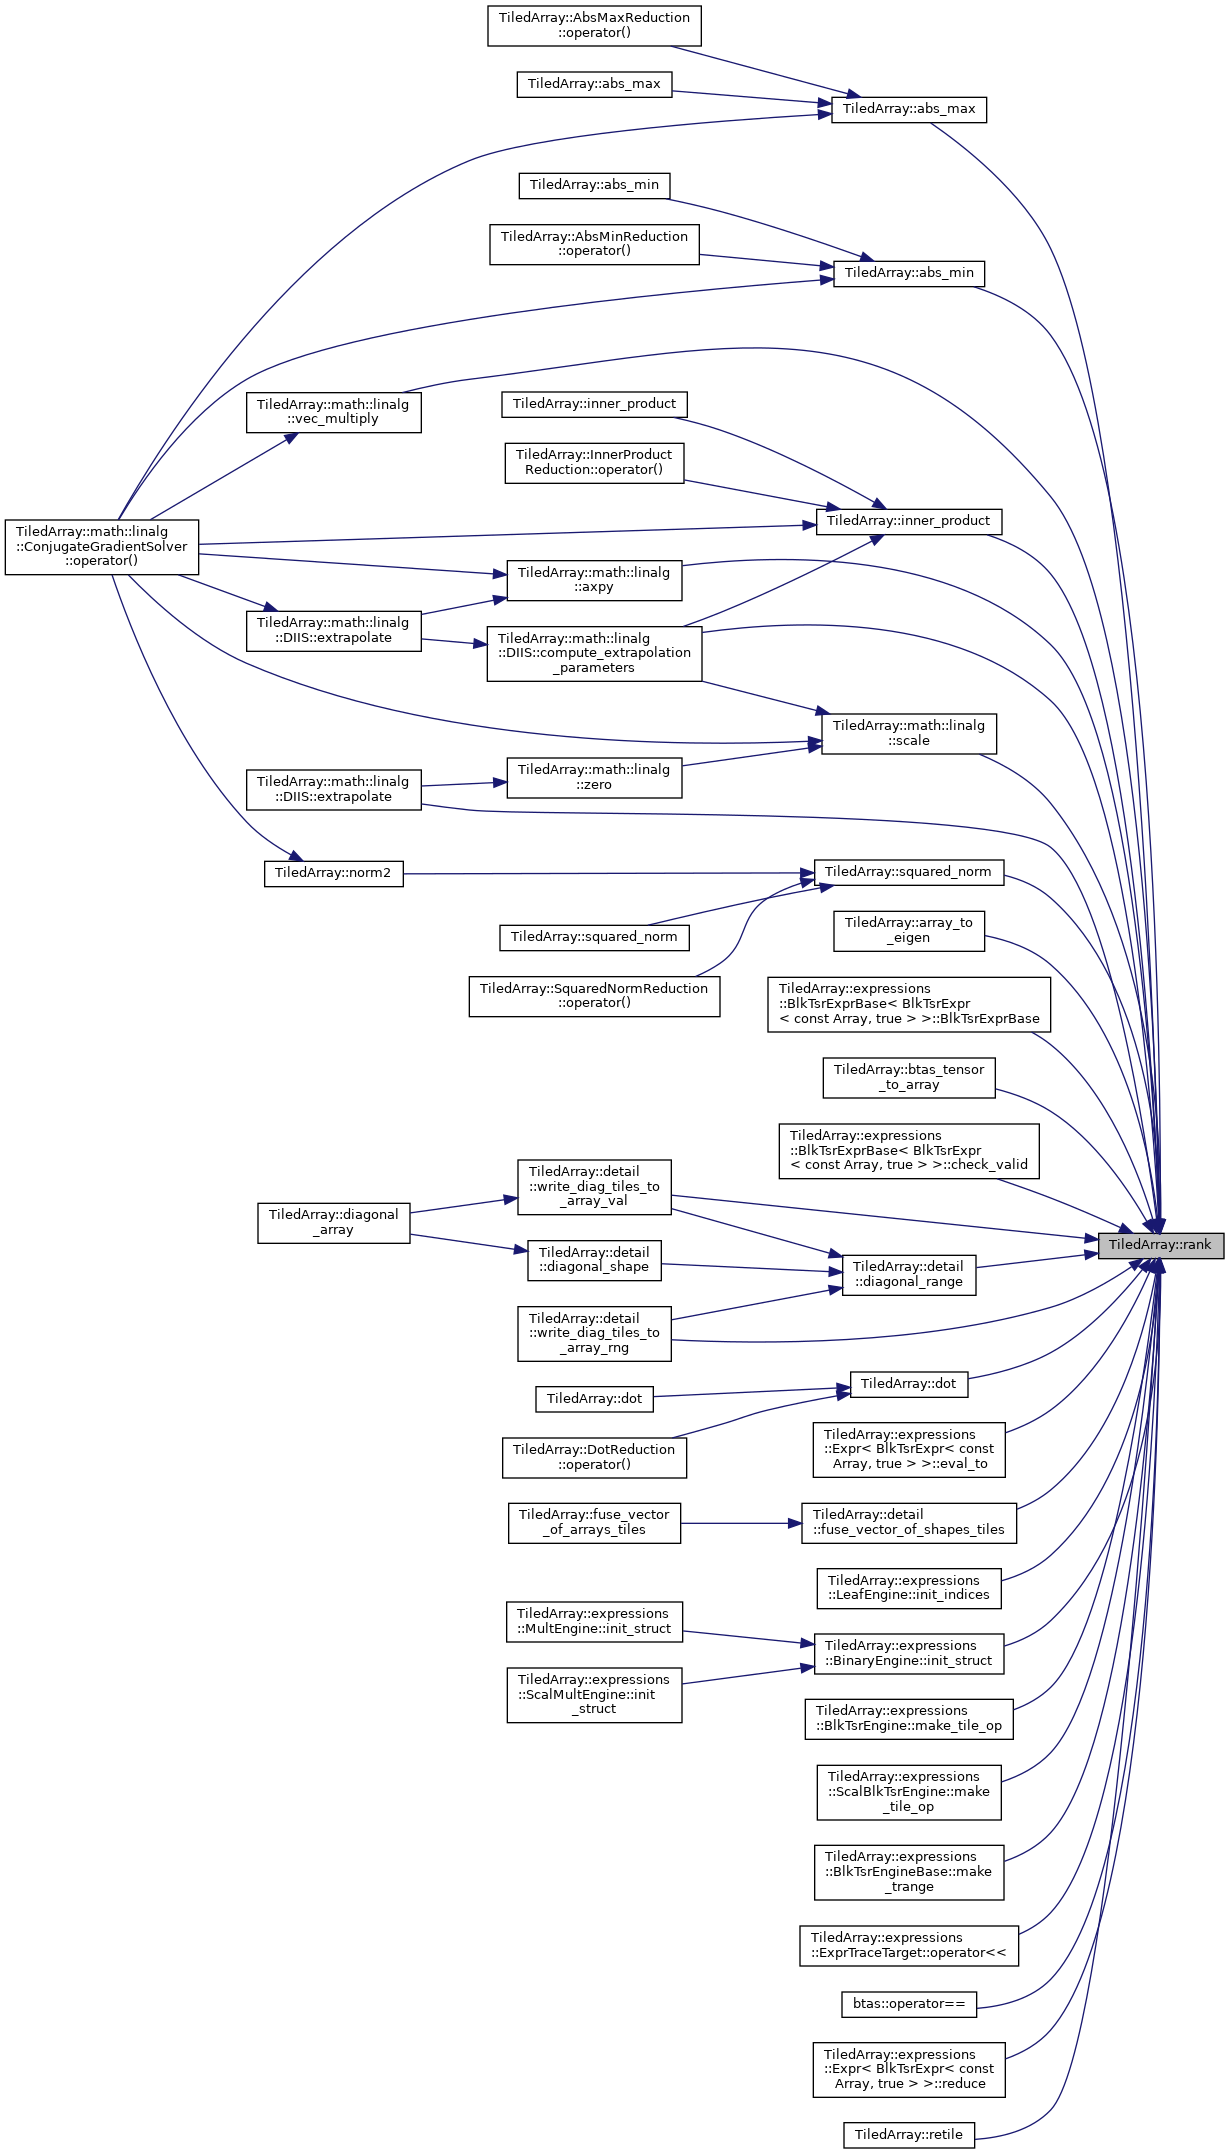 TiledArray::AbsMaxReduction
::operator()
TiledArray::abs_max
TiledArray::abs_max
TiledArray::abs_min
TiledArray::AbsMinReduction
::operator()
TiledArray::abs_min
TiledArray::math::linalg
::vec_multiply
TiledArray::inner_product
TiledArray::InnerProduct
Reduction::operator()
TiledArray::inner_product
TiledArray::math::linalg
::ConjugateGradientSolver
::operator()
TiledArray::math::linalg
::axpy
TiledArray::math::linalg
::DIIS::extrapolate
TiledArray::math::linalg
::DIIS::compute_extrapolation
_parameters
TiledArray::math::linalg
::scale
TiledArray::math::linalg
::zero
TiledArray::math::linalg
::DIIS::extrapolate
TiledArray::norm2
TiledArray::squared_norm
TiledArray::squared_norm
TiledArray::array_to
_eigen
TiledArray::SquaredNormReduction
::operator()
TiledArray::expressions
::BlkTsrExprBase< BlkTsrExpr
< const Array, true > >::BlkTsrExprBase
TiledArray::btas_tensor
_to_array
TiledArray::expressions
::BlkTsrExprBase< BlkTsrExpr
< const Array, true > >::check_valid
TiledArray::detail
::write_diag_tiles_to
_array_val
TiledArray::diagonal
_array
TiledArray::rank
TiledArray::detail
::diagonal_shape
TiledArray::detail
::diagonal_range
TiledArray::detail
::write_diag_tiles_to
_array_rng
TiledArray::dot
TiledArray::dot
TiledArray::DotReduction
::operator()
TiledArray::expressions
::Expr< BlkTsrExpr< const
Array, true > >::eval_to
TiledArray::fuse_vector
_of_arrays_tiles
TiledArray::detail
::fuse_vector_of_shapes_tiles
TiledArray::expressions
::LeafEngine::init_indices
TiledArray::expressions
::MultEngine::init_struct
TiledArray::expressions
::BinaryEngine::init_struct
TiledArray::expressions
::ScalMultEngine::init
_struct
TiledArray::expressions
::BlkTsrEngine::make_tile_op
TiledArray::expressions
::ScalBlkTsrEngine::make
_tile_op
TiledArray::expressions
::BlkTsrEngineBase::make
_trange
TiledArray::expressions
::ExprTraceTarget::operator<<
btas::operator==
TiledArray::expressions
::Expr< BlkTsrExpr< const
Array, true > >::reduce
TiledArray::retile